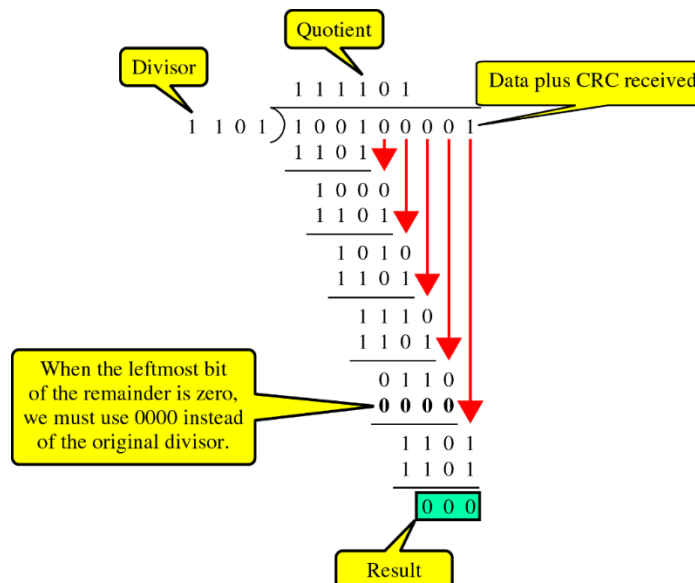 Quotient
Divisor
Data plus CRC received
1 1 1 1 0 1
1 1 0 1 1 0 0 1 0 0 0 0 1
1 1 0 1
1 0 0 0
1 1 0 1
1 0 1 0
1 1 0 1
1 1 1 0
1 1 0 1
When the leftmost bit
of the remainder is zero,
we must use 0000 instead
of the original divisor.
0 1 1 0
0 0 0 0
1 1 0 1
1 1 0 1
0 0 0
Result